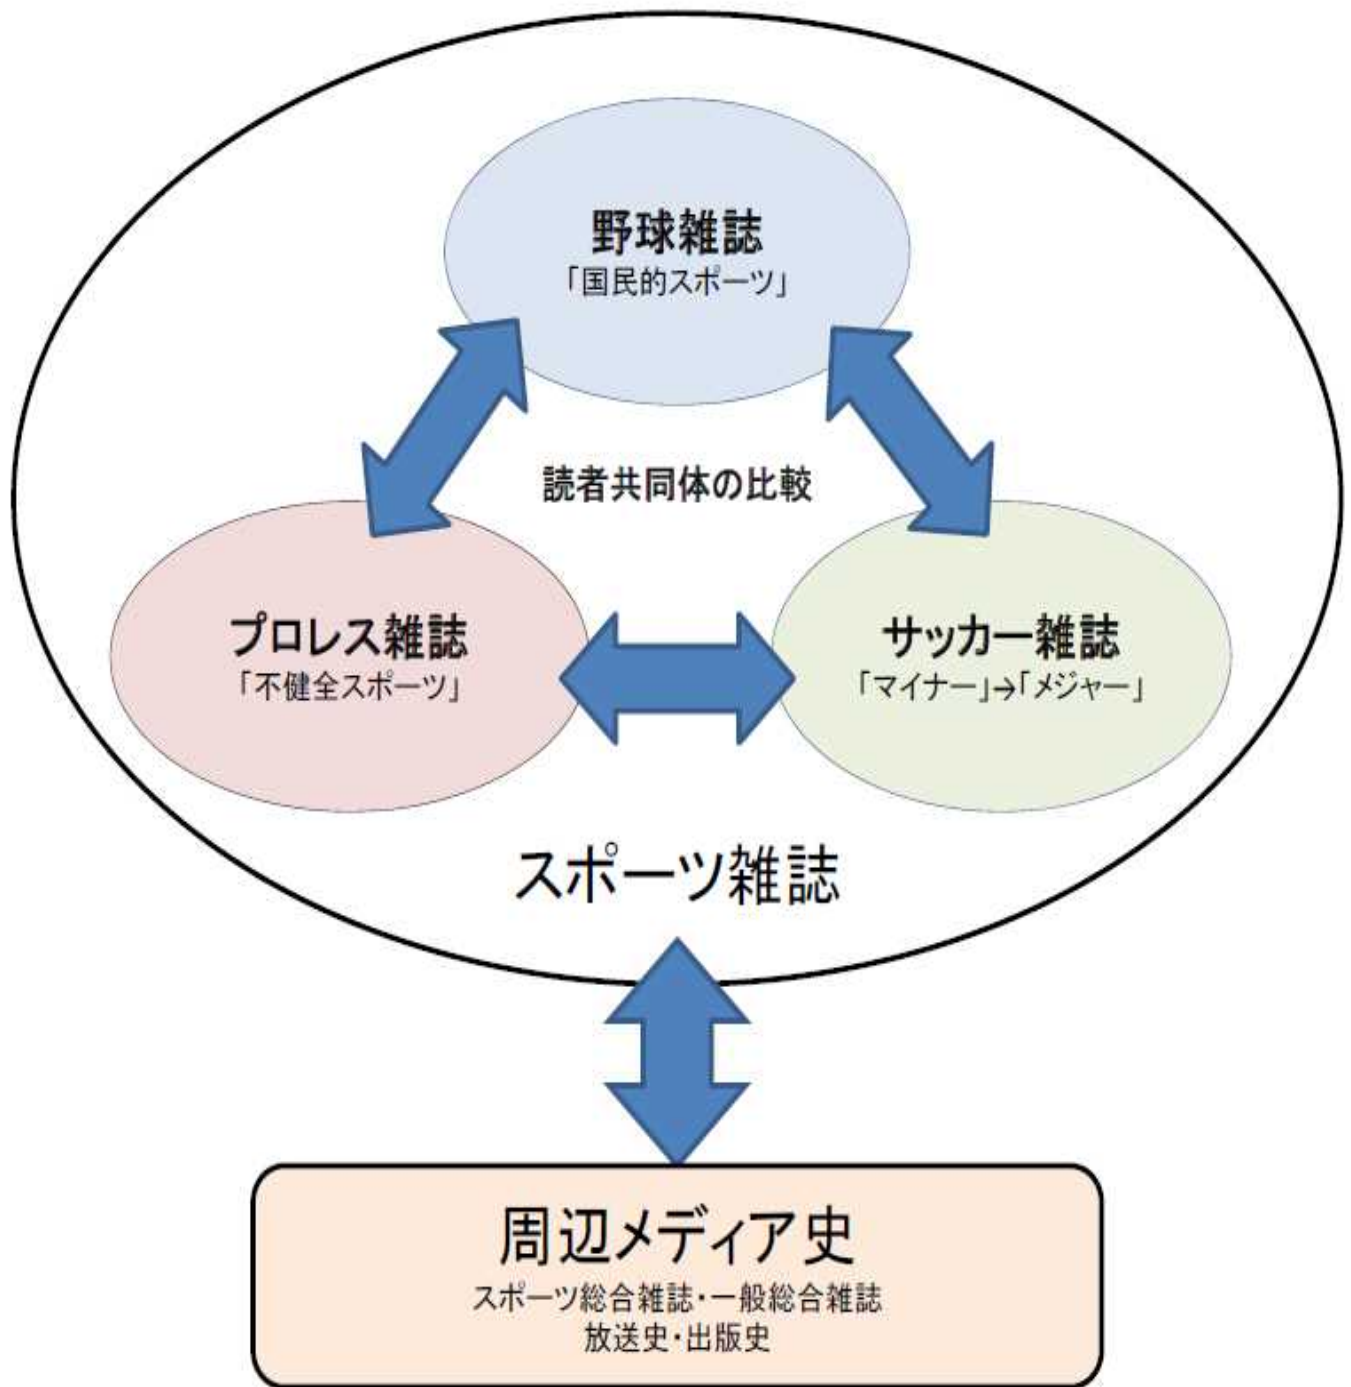 野球雑誌
「国民的スポーツ」
読者共同体の比較
プロレス雑誌
「不健全スポーツ」
サッカー雑誌
「マイナー」→「メジャー」
スポーツ雑誌
周辺メディア史
スポーツ総合雑誌・一般総合雑誌
放送史・出版史